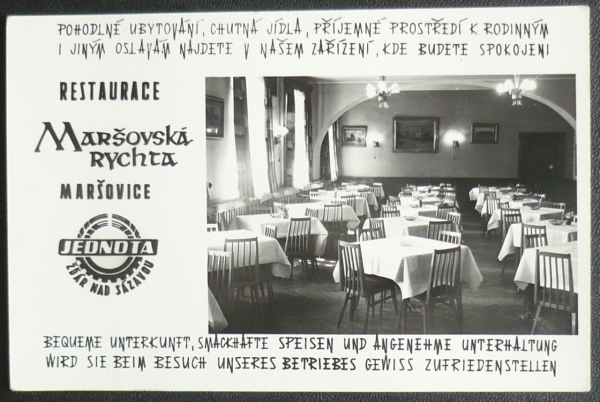 POHODLNÉ UBYTOVÁNÍ, CHUTNÁ JÍDLA, PŘÍJEMNÉ PROSTŘEDÍ K RODINNÝM
I JINÝM OSLAVÁM NAJDETE V NAŠEM ZAŘÍZENÍ, KDE BUDETE SPOKOJENI
RESTAURACE
MARŠOVSKÁ
RYCHTA
MARŠOVICE
JEDNOTA
ŽĎÁR NAD SÁZAVOU
BEQUEME UNTERKUNFT, SMACKHAFTE SPEISEN UND ANGENEHME UNTERHALTUNG
WIRD SIE BEIM BESUCH UNSERES BETRIEBES GEWISS ZUFRIEDENSTELLEN